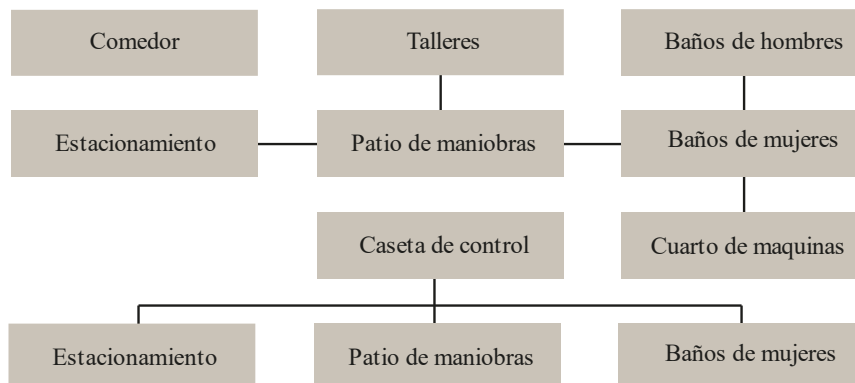 Comedor
Talleres
Baños de hombres
Estacionamiento
Patio de maniobras
Baños de mujeres
Caseta de control
Cuarto de maquinas
Estacionamiento
Patio de maniobras
Baños de mujeres